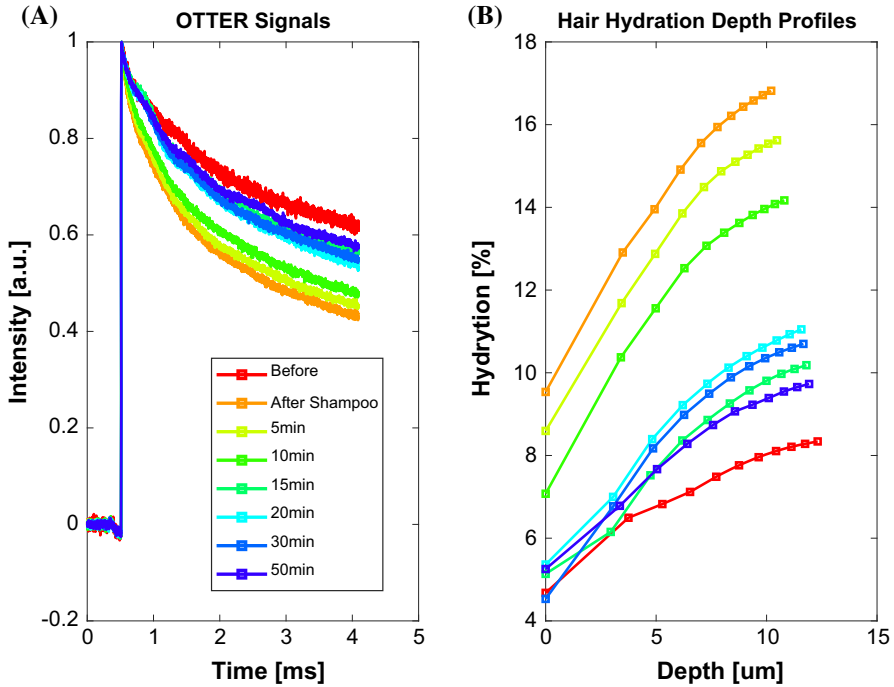 (A)
OTTER Signals
1
0.8
0.6
0.4
0.2
0
-0.2
Intensity [a.u.]
Before
After Shampoo
5min
10min
15min
20min
30min
50min
0 1 2 3 4 5
Time [ms]
(B)
Hair Hydration Depth Profiles
18
16
14
12
10
8
6
4
Hydrytion [%]
0 5 10 15
Depth [um]